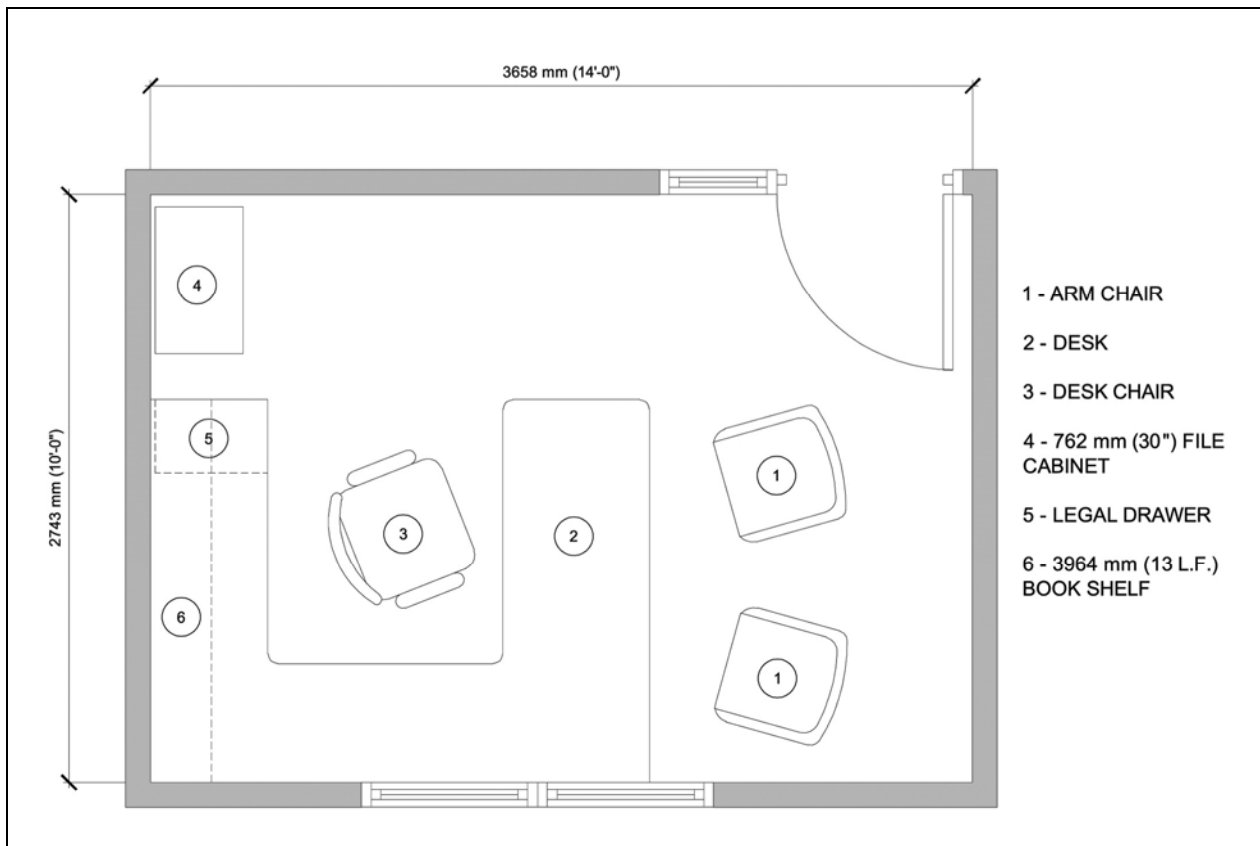 3658 mm (14'-0")
2743 mm (10'-0")
4
5
3
2
6
1
1
1 - ARM CHAIR
2 - DESK
3 - DESK CHAIR
4 - 762 mm (30") FILE
CABINET
5 - LEGAL DRAWER
6 - 3964 mm (13 L.F.)
BOOK SHELF